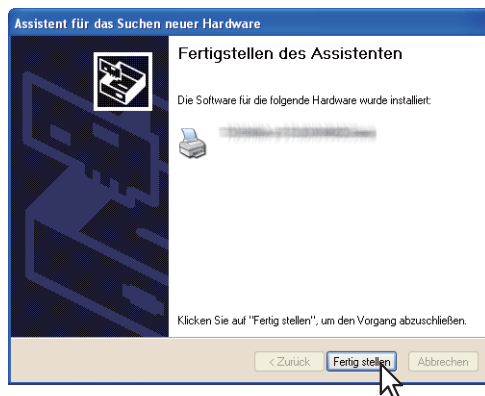 Assistent für das Suchen neuer Hardware
Fertigstellen des Assistenten
Die Software für die folgende Hardware wurde installiert:
Klicken Sie auf "Fertig stellen", um den Vorgang abzuschließen.
< Zurück
Fertig stellen
Abbrechen